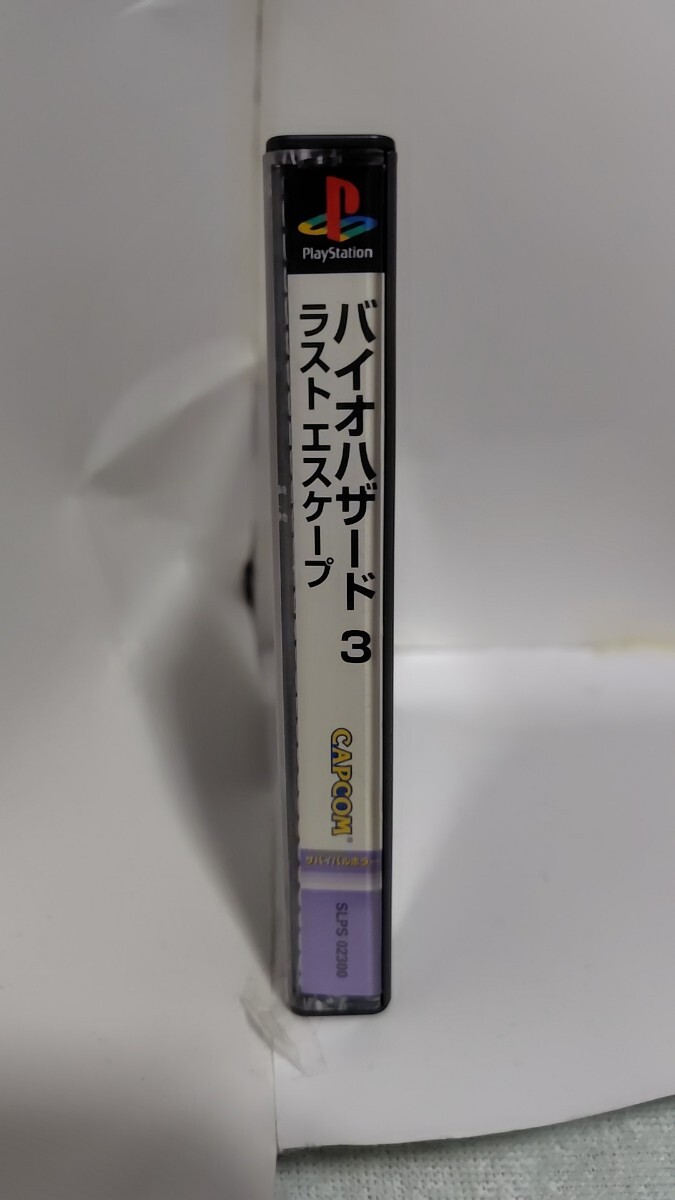 PlayStation
バイオハザード 3
ラスト エスケープ
CAPCOM®
サバイバルホラー
SLPS 02300